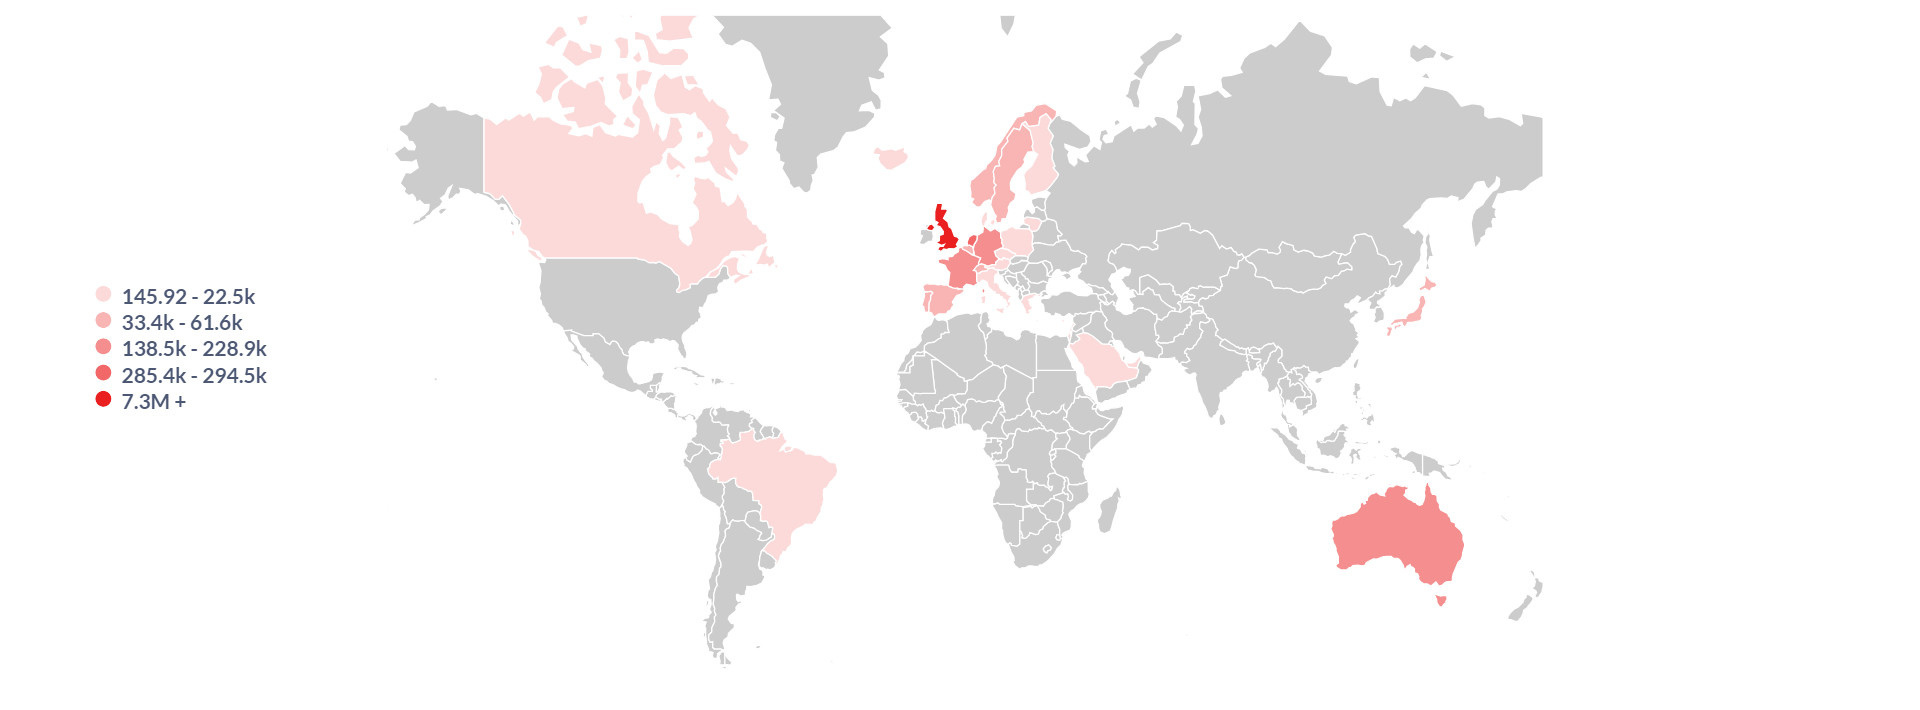 145.92 - 22.5k
33.4k - 61.6k
138.5k - 228.9k
285.4k - 294.5k
7.3M +